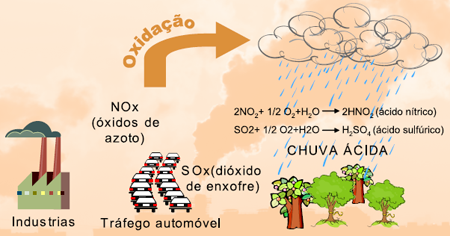 Oxidação
NOx
(óxidos de
azoto)
2NO₂+ 1/2 O₂+H₂O → 2HNO₂(ácido nítrico)
SO2+ 1/2 O2+H2O → H₂SO₄(ácido sulfúrico)
CHUVA ÁCIDA
SOx(dióxido
de enxofre)
Industrias
Tráfego automóvel